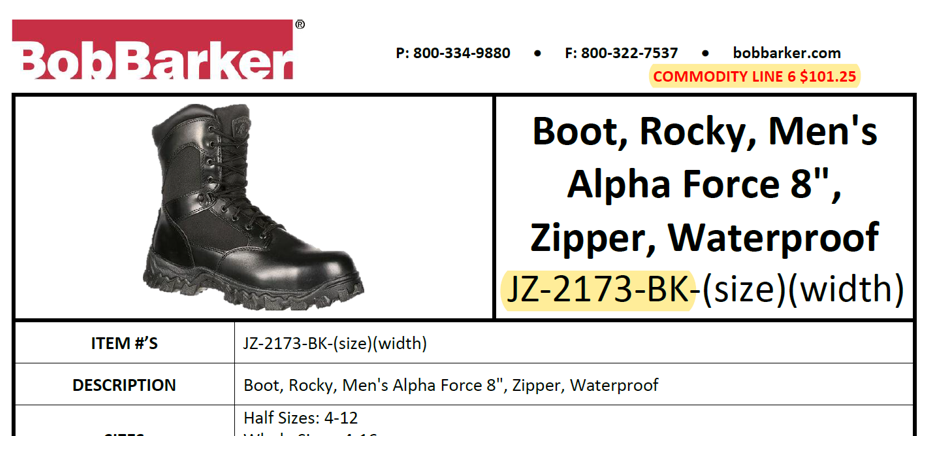 BobBarker®
P: 800-334-9880 • F: 800-322-7537 • bobbarker.com
COMMODITY LINE 6 $101.25
Boot, Rocky, Men's
Alpha Force 8",
Zipper, Waterproof
JZ-2173-BK-(size)(width)
ITEM #’S JZ-2173-BK-(size)(width)
DESCRIPTION Boot, Rocky, Men's Alpha Force 8", Zipper, Waterproof
Half Sizes: 4-12